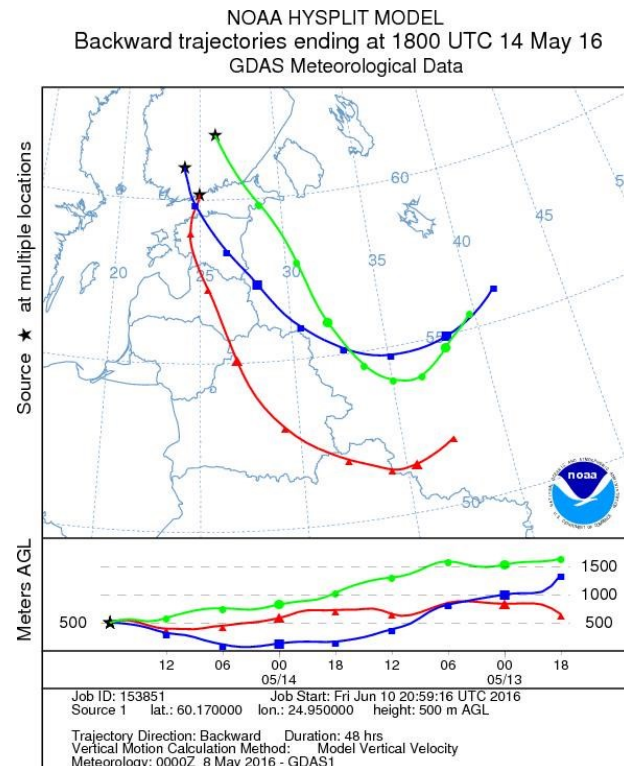 NOAA HYSPLIT MODEL
Backward trajectories ending at 1800 UTC 14 May 16
GDAS Meteorological Data
Source ★ at multiple locations
20
25
30
35
60
40
45
55
50
noaa
Meters AGL
500
1500
1000
500
12 06 00 18 12 06 00 18
05/14 05/13
Job ID: 153851 Job Start: Fri Jun 10 20:59:16 UTC 2016
Source 1 lat.: 60.170000 lon.: 24.950000 height: 500 m AGL
Trajectory Direction: Backward Duration: 48 hrs
Vertical Motion Calculation Method: Model Vertical Velocity
Meteorology: 0000Z 8 May 2016 - GDAS1